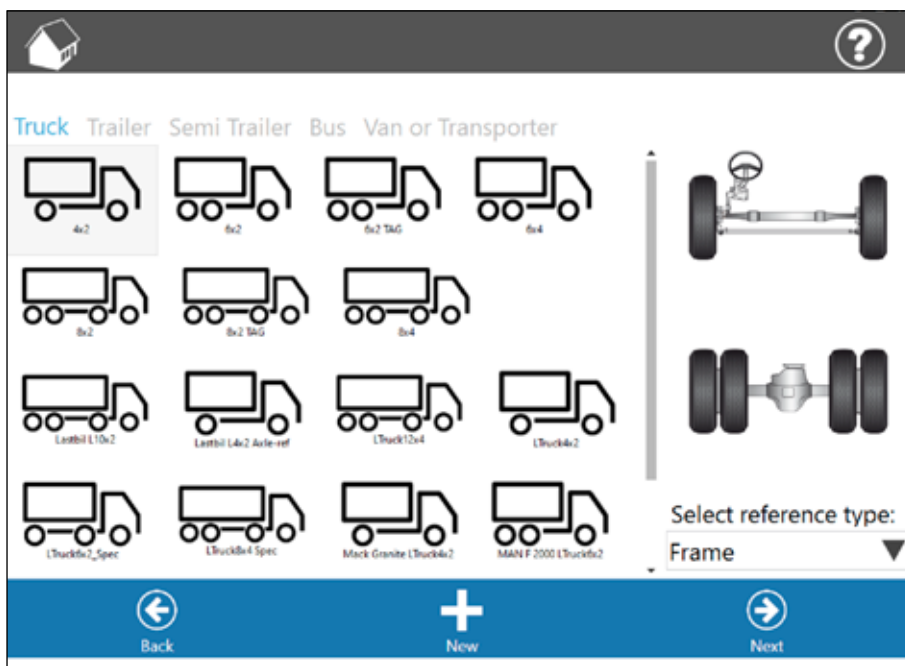 Truck Trailer Semi Trailer Bus Van or Transporter
4x2 6x2 6x2 TAG 6x4
8x2 8x2 TAG 8x4
Lastbil L10x2 Lastbil L4x2 Axle-ref LTruck12x4 LTruck4x2
LTruck6x2_Spec LTruck8x4 Spec Mack Granite LTruck4x2 MAN F 2000 LTruck6x2
Select reference type:
Frame
Back New Next